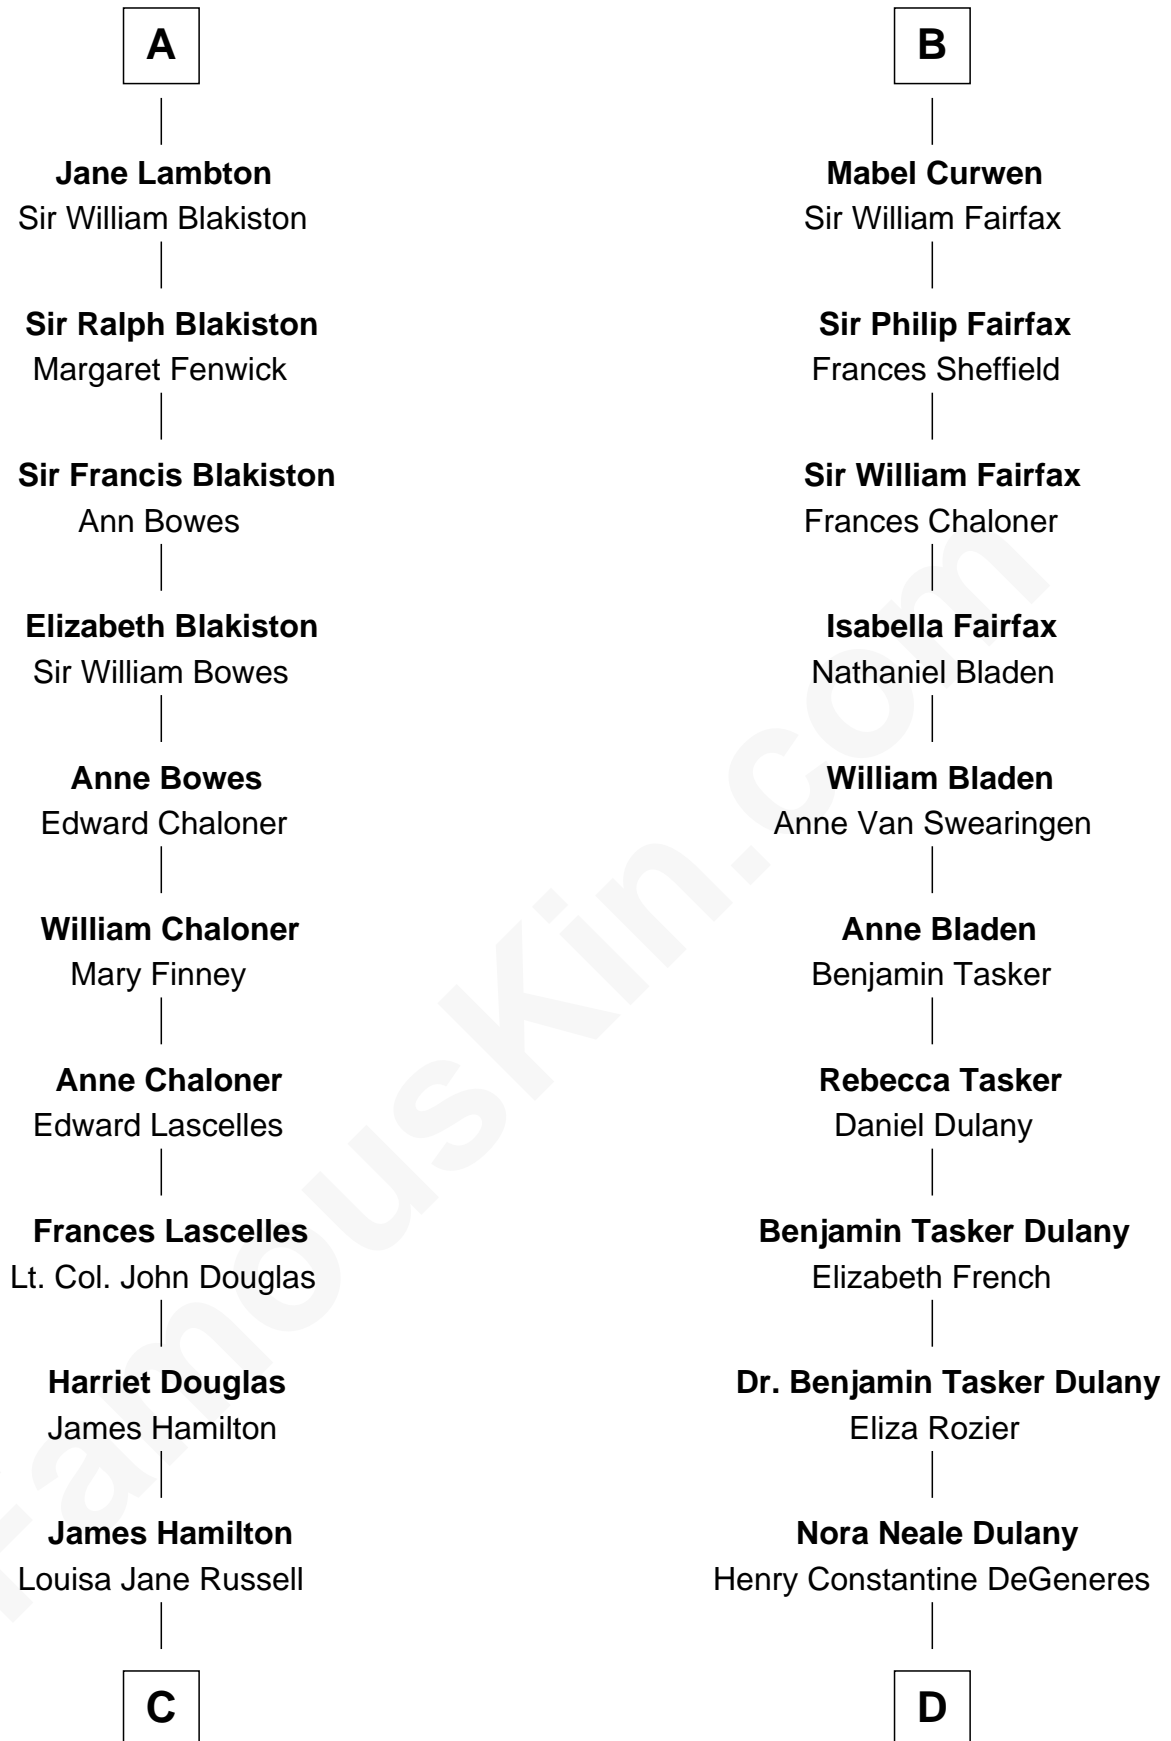 A
Jane Lambton
Sir William Blakiston
Sir Ralph Blakiston
Margaret Fenwick
Sir Francis Blakiston
Ann Bowes
Elizabeth Blakiston
Sir William Bowes
Anne Bowes
Edward Chaloner
William Chaloner
Mary Finney
Anne Chaloner
Edward Lascelles
Frances Lascelles
Lt. Col. John Douglas
Harriet Douglas
James Hamilton
James Hamilton
Louisa Jane Russell
C
B
Mabel Curwen
Sir William Fairfax
Sir Philip Fairfax
Frances Sheffield
Sir William Fairfax
Frances Chaloner
Isabella Fairfax
Nathaniel Bladen
William Bladen
Anne Van Swearingen
Anne Bladen
Benjamin Tasker
Rebecca Tasker
Daniel Dulany
Benjamin Tasker Dulany
Elizabeth French
Dr. Benjamin Tasker Dulany
Eliza Rozier
Nora Neale Dulany
Henry Constantine DeGeneres
D
FamousKin.com